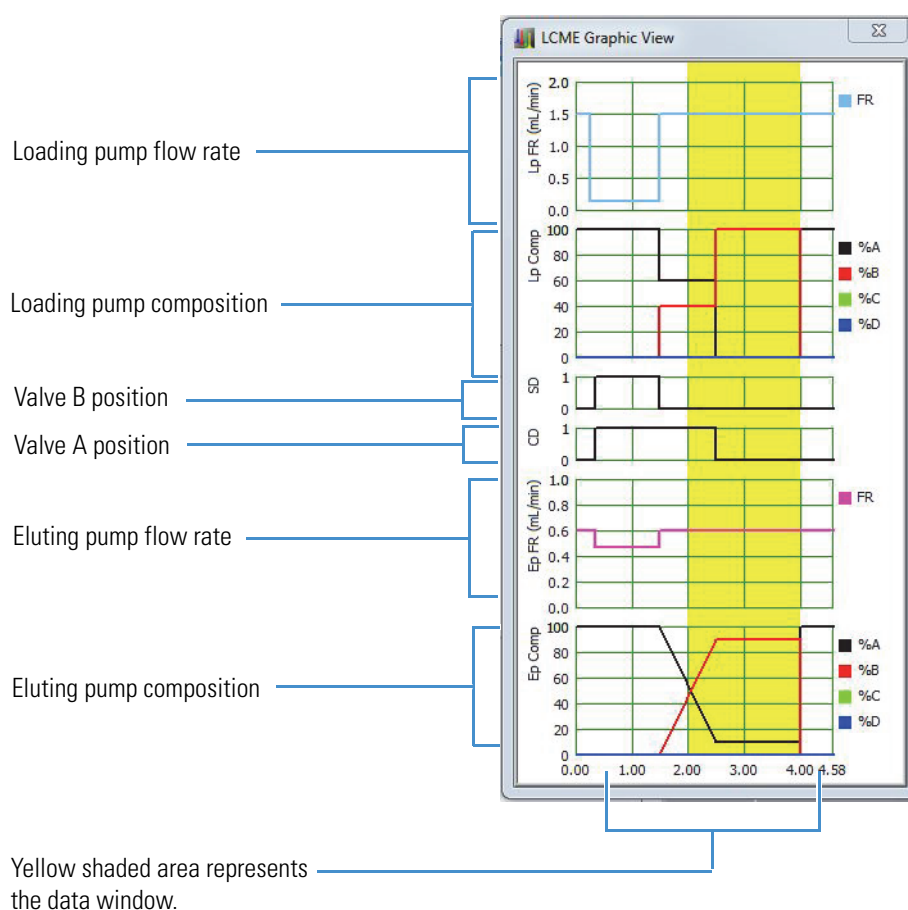 LCME Graphic View
Loading pump flow rate
Lp FR (mL/min)
2.0
1.5
1.0
0.5
0.0
FR
Loading pump composition
Lp Comp
100
80
60
40
20
0
%A
%B
%C
%D
Valve B position
SD
1
0
Valve A position
CD
1
0
Eluting pump flow rate
Ep FR (mL/min)
1.0
0.8
0.6
0.4
0.2
0.0
FR
Eluting pump composition
Ep Comp
100
80
60
40
20
0
%A
%B
%C
%D
0.00 1.00 2.00 3.00 4.00 4.58
Yellow shaded area represents
the data window.